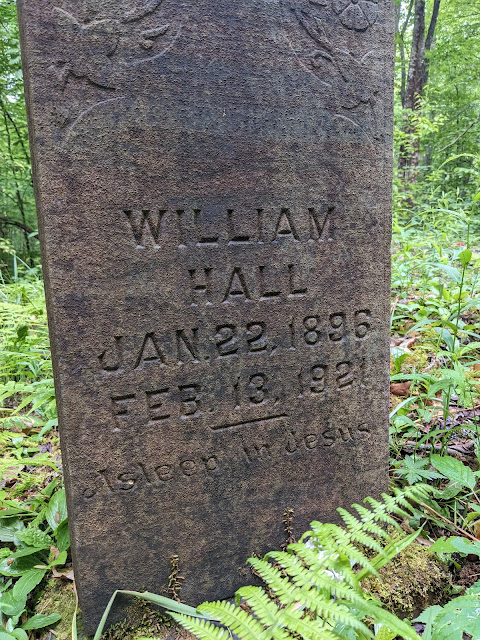 WILLIAM
HALL
JAN. 22, 1896
FEB. 13, 1921
Asleep in Jesus